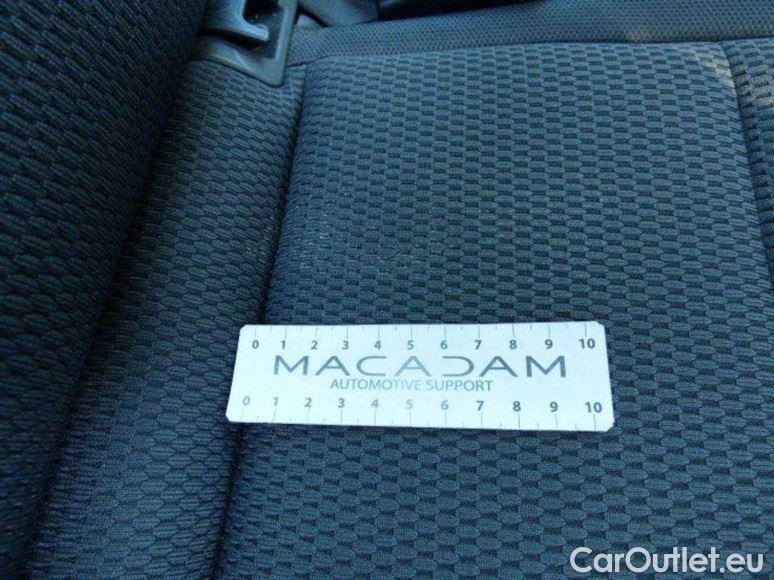 0 1 2 3 4 5 6 7 8 9 10
MACADAM
AUTOMOTIVE SUPPORT
0 1 2 3 4 5 6 7 8 9 10
CarOutlet.eu